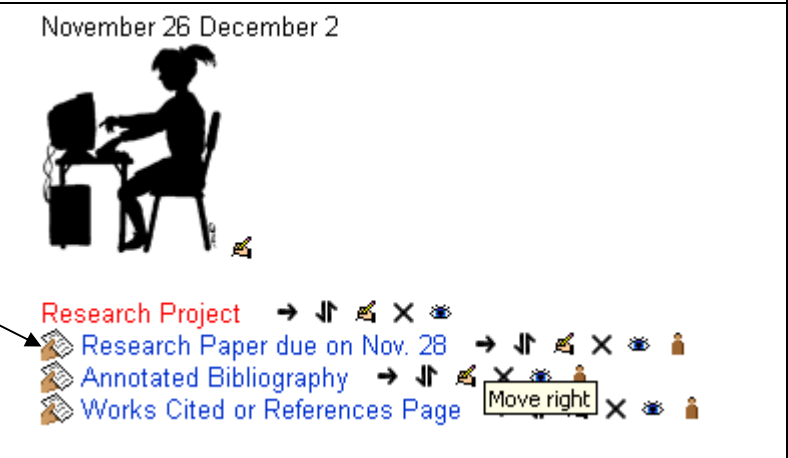 November 26 December 2
Research Project
Research Paper due on Nov. 28
Annotated Bibliography
Works Cited or References Page
Move right